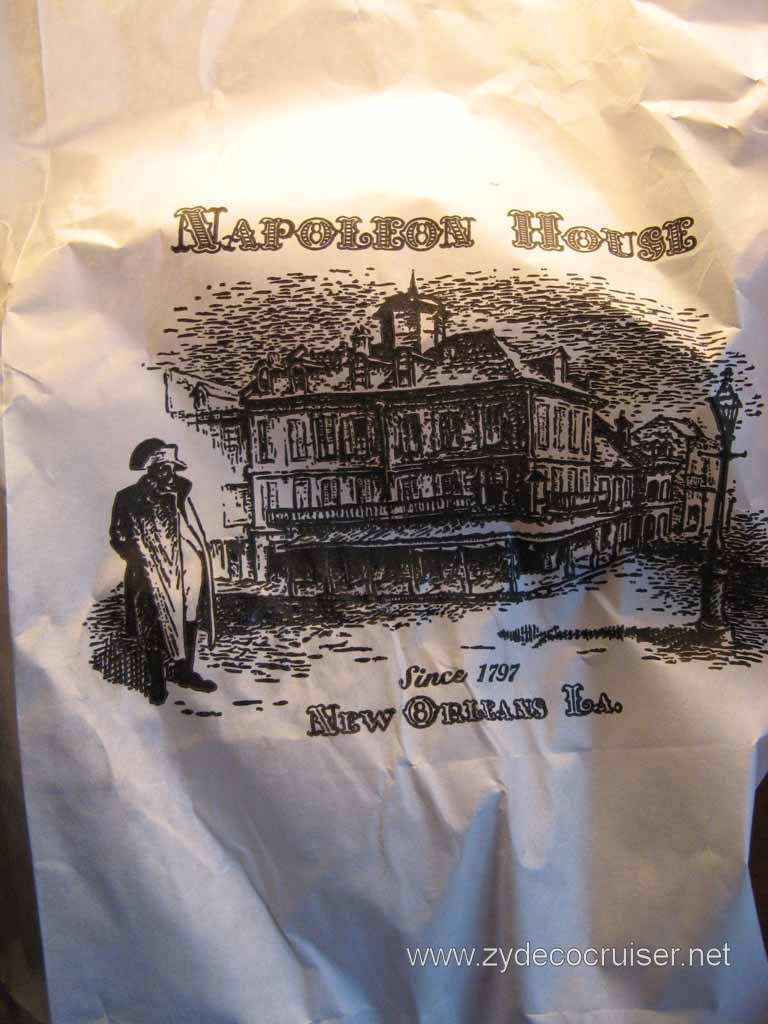 Napoleon House
Since 1797
New Orleans La.
www.zydecocruiser.net